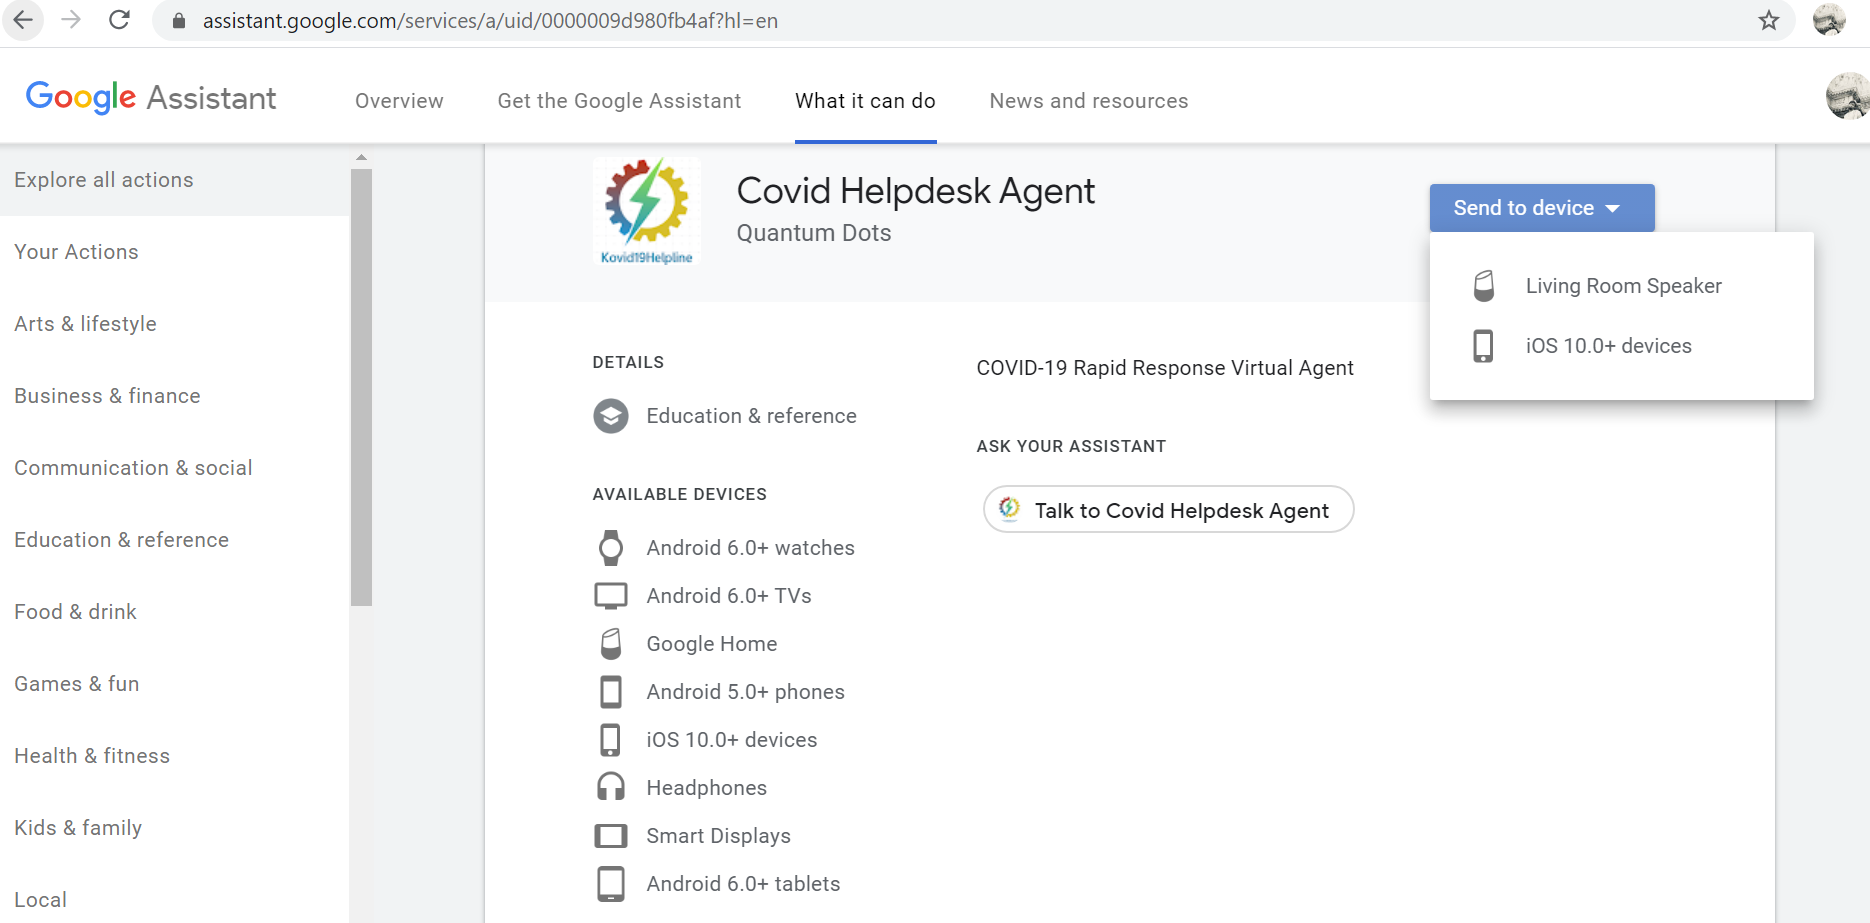 assistant.google.com/services/a/uid/0000009d980fb4af?hl=en
Google Assistant
Overview
Get the Google Assistant
What it can do
News and resources
Explore all actions
Your Actions
Arts & lifestyle
Business & finance
Communication & social
Education & reference
Food & drink
Games & fun
Health & fitness
Kids & family
Local
Kovid19Helpline
Covid Helpdesk Agent
Quantum Dots
Send to device
Living Room Speaker
iOS 10.0+ devices
DETAILS
Education & reference
AVAILABLE DEVICES
Android 6.0+ watches
Android 6.0+ TVs
Google Home
Android 5.0+ phones
iOS 10.0+ devices
Headphones
Smart Displays
Android 6.0+ tablets
COVID-19 Rapid Response Virtual Agent
ASK YOUR ASSISTANT
Talk to Covid Helpdesk Agent